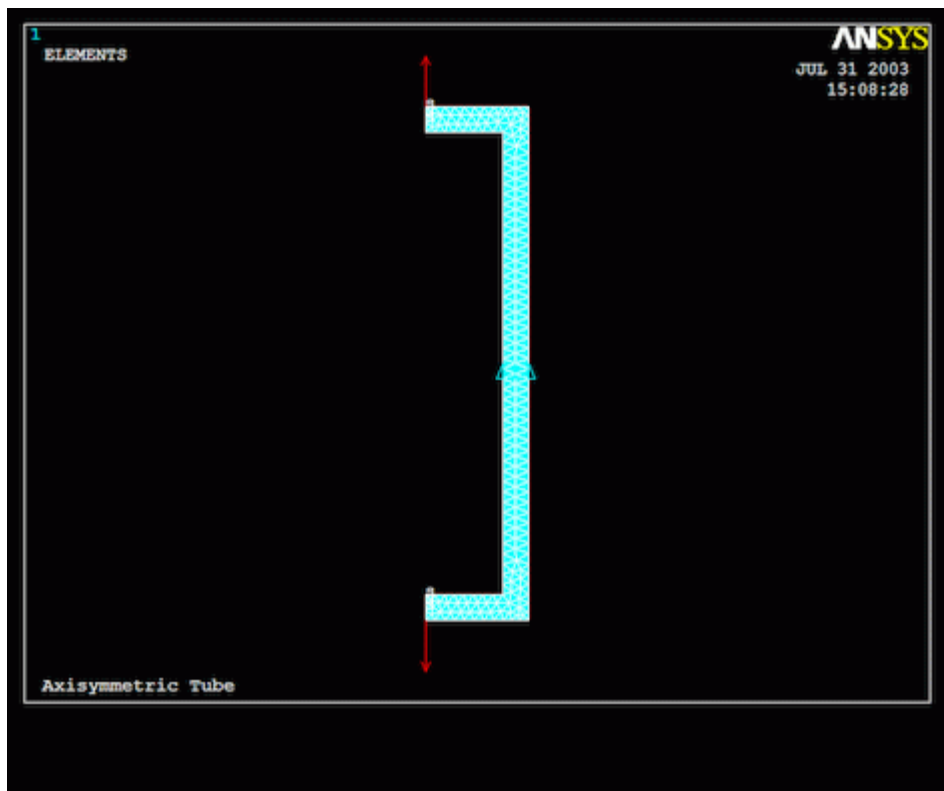 1
ELEMENTS
ANSYS
JUL 31 2003
15:08:28
Axisymmetric Tube